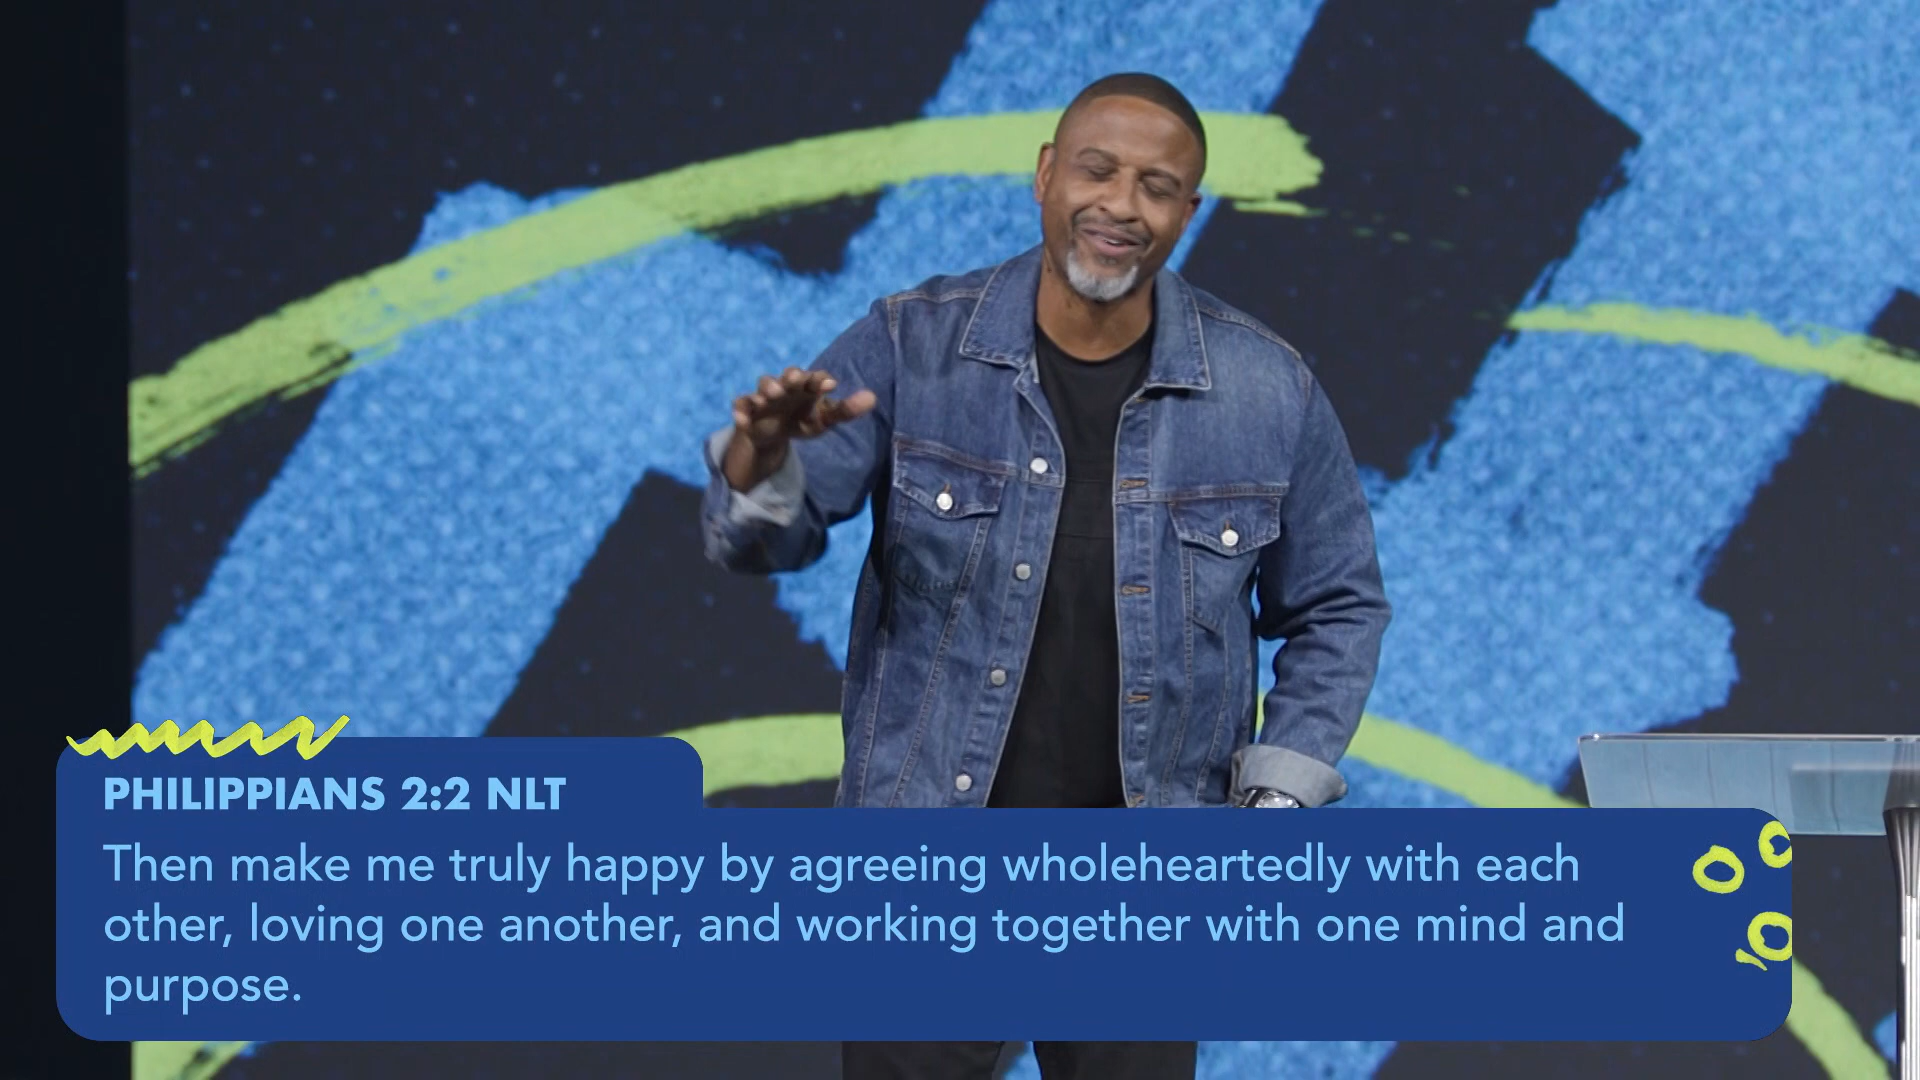 PHILIPPIANS 2:2 NLT
Then make me truly happy by agreeing wholeheartedly with each
other, loving one another, and working together with one mind and
purpose.